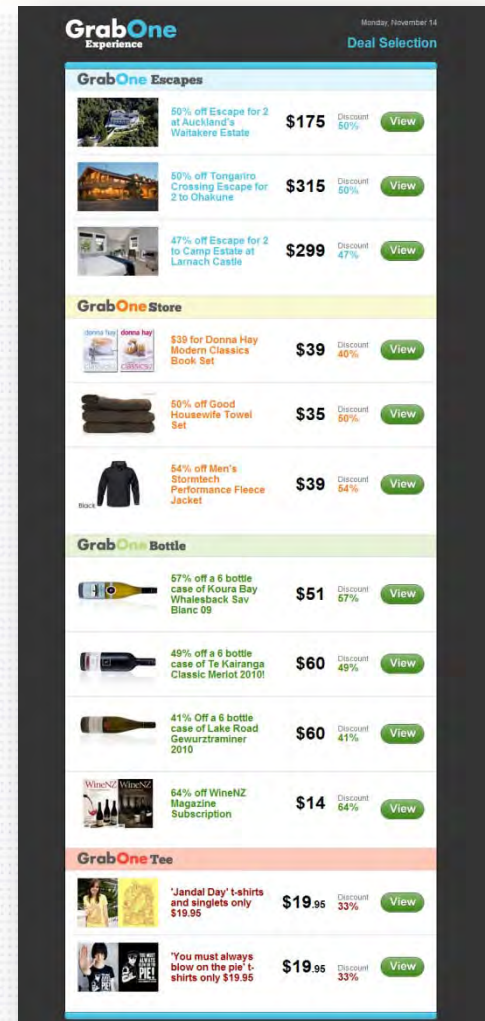 GrabOne
Experience
Monday, November 14
Deal Selection
GrabOne Escapes
50% off Escape for 2
at Auckland's
Waitakere Estate
$175
Discount
50%
View
50% off Tongariro
Crossing Escape for
2 to Ohakune
$315
Discount
50%
View
47% off Escape for 2
to Camp Estate at
Larnach Castle
$299
Discount
47%
View
GrabOne Store
donna hay donna hay
$39 for Donna Hay
Modern Classics
Book Set
$39
Discount
40%
View
50% off Good
Housewife Towel
Set
$35
Discount
50%
View
Black
54% off Men's
Stormtech
Performance Fleece
Jacket
$39
Discount
54%
View
GrabOne Bottle
57% off a 6 bottle
case of Koura Bay
Whalesback Sav
Blanc 09
$51
Discount
57%
View
49% off a 6 bottle
case of Te Kairanga
Classic Merlot 2010!
$60
Discount
49%
View
41% Off a 6 bottle
case of Lake Road
Gewurztraminer
2010
$60
Discount
41%
View
WineNZ WineNZ
64% off WineNZ
Magazine
Subscription
$14
Discount
64%
View
GrabOne Tee
'Jandal Day' t-shirts
and singlets only
$19.95
$19.95
Discount
33%
View
YOU MUST
ALWAYS
BLOW ON THE
PIE!
'You must always
blow on the pie' t-
shirts only $19.95
$19.95
Discount
33%
View